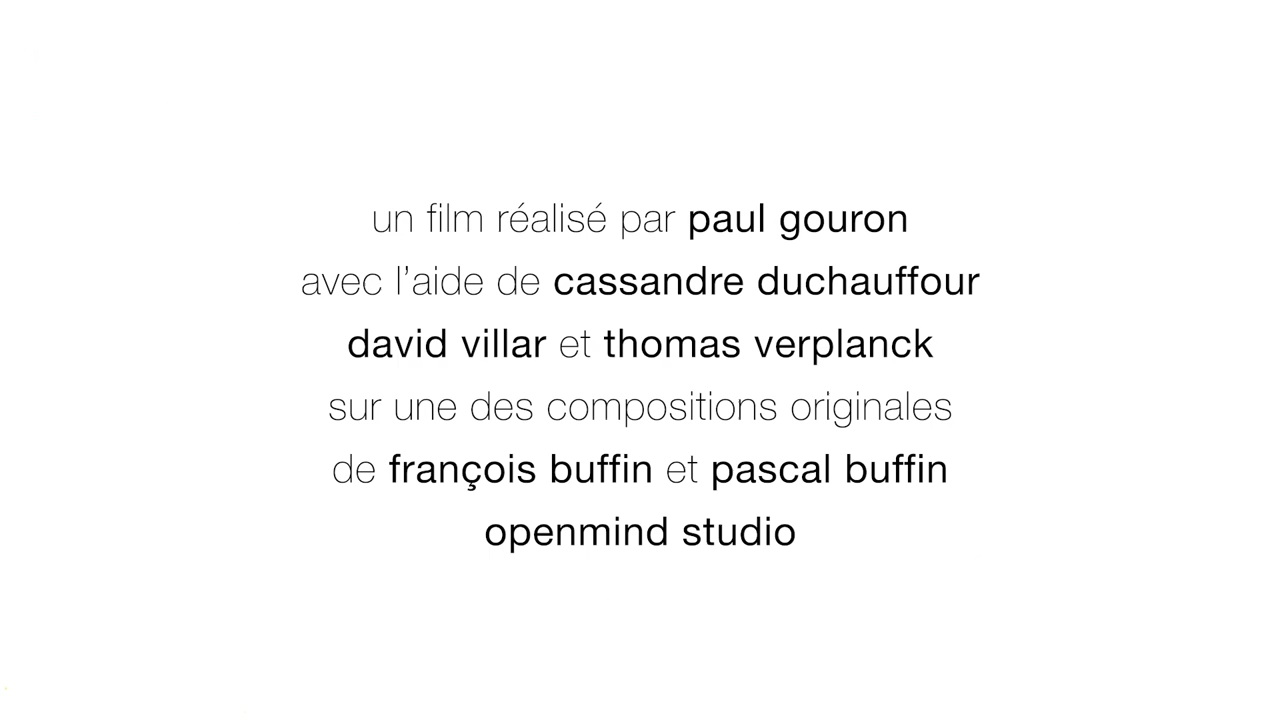 un film réalisé par paul gouron
avec l’aide de cassandre duchauffour
david villar et thomas verplanck
sur une des compositions originales
de françois buffin et pascal buffin
openmind studio